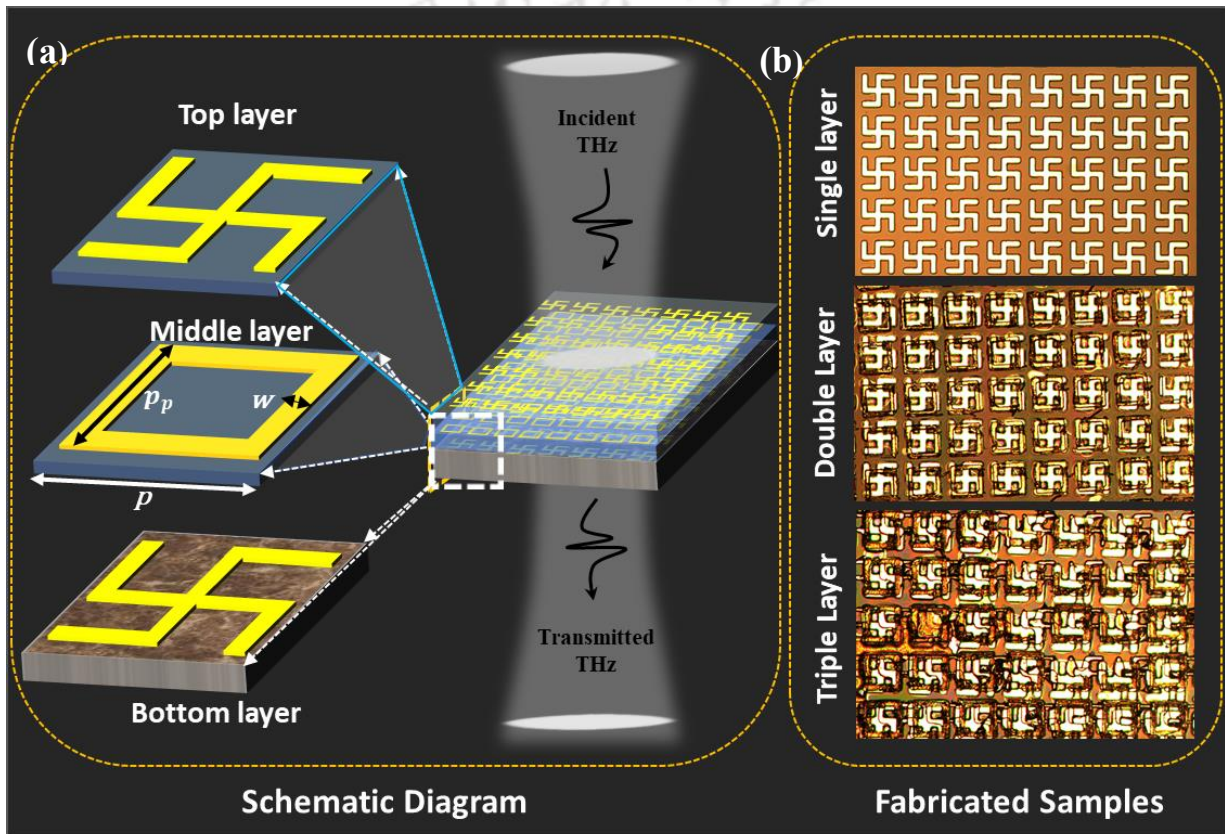 (a)
Top layer
Incident
THz
Middle layer
p_p
w
p
Bottom layer
Transmitted
THz
Schematic Diagram
(b)
Single layer
Double Layer
Triple Layer
Fabricated Samples